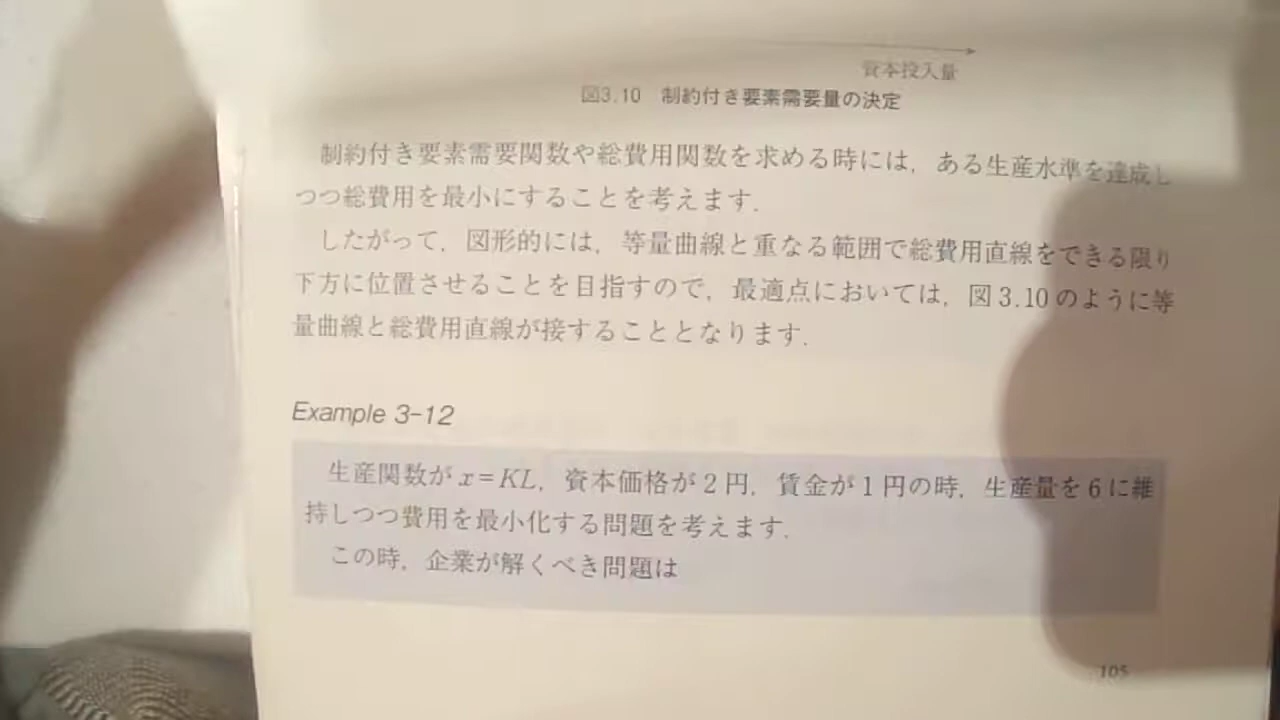 資本投入量
図3.10 制約付き要素需要量の決定
制約付き要素需要関数や総費用関数を求める時には，ある生産水準を達成し
つつ総費用を最小にすることを考えます．
したがって，図形的には，等量曲線と重なる範囲で総費用直線をできる限り
下方に位置させることを目指すので，最適点においては，図3.10のように等
量曲線と総費用直線が接することとなります．
Example 3-12
生産関数が x=KL，資本価格が2円，賃金が1円の時，生産量を6に維
持しつつ費用を最小化する問題を考えます．
この時，企業が解くべき問題は
105